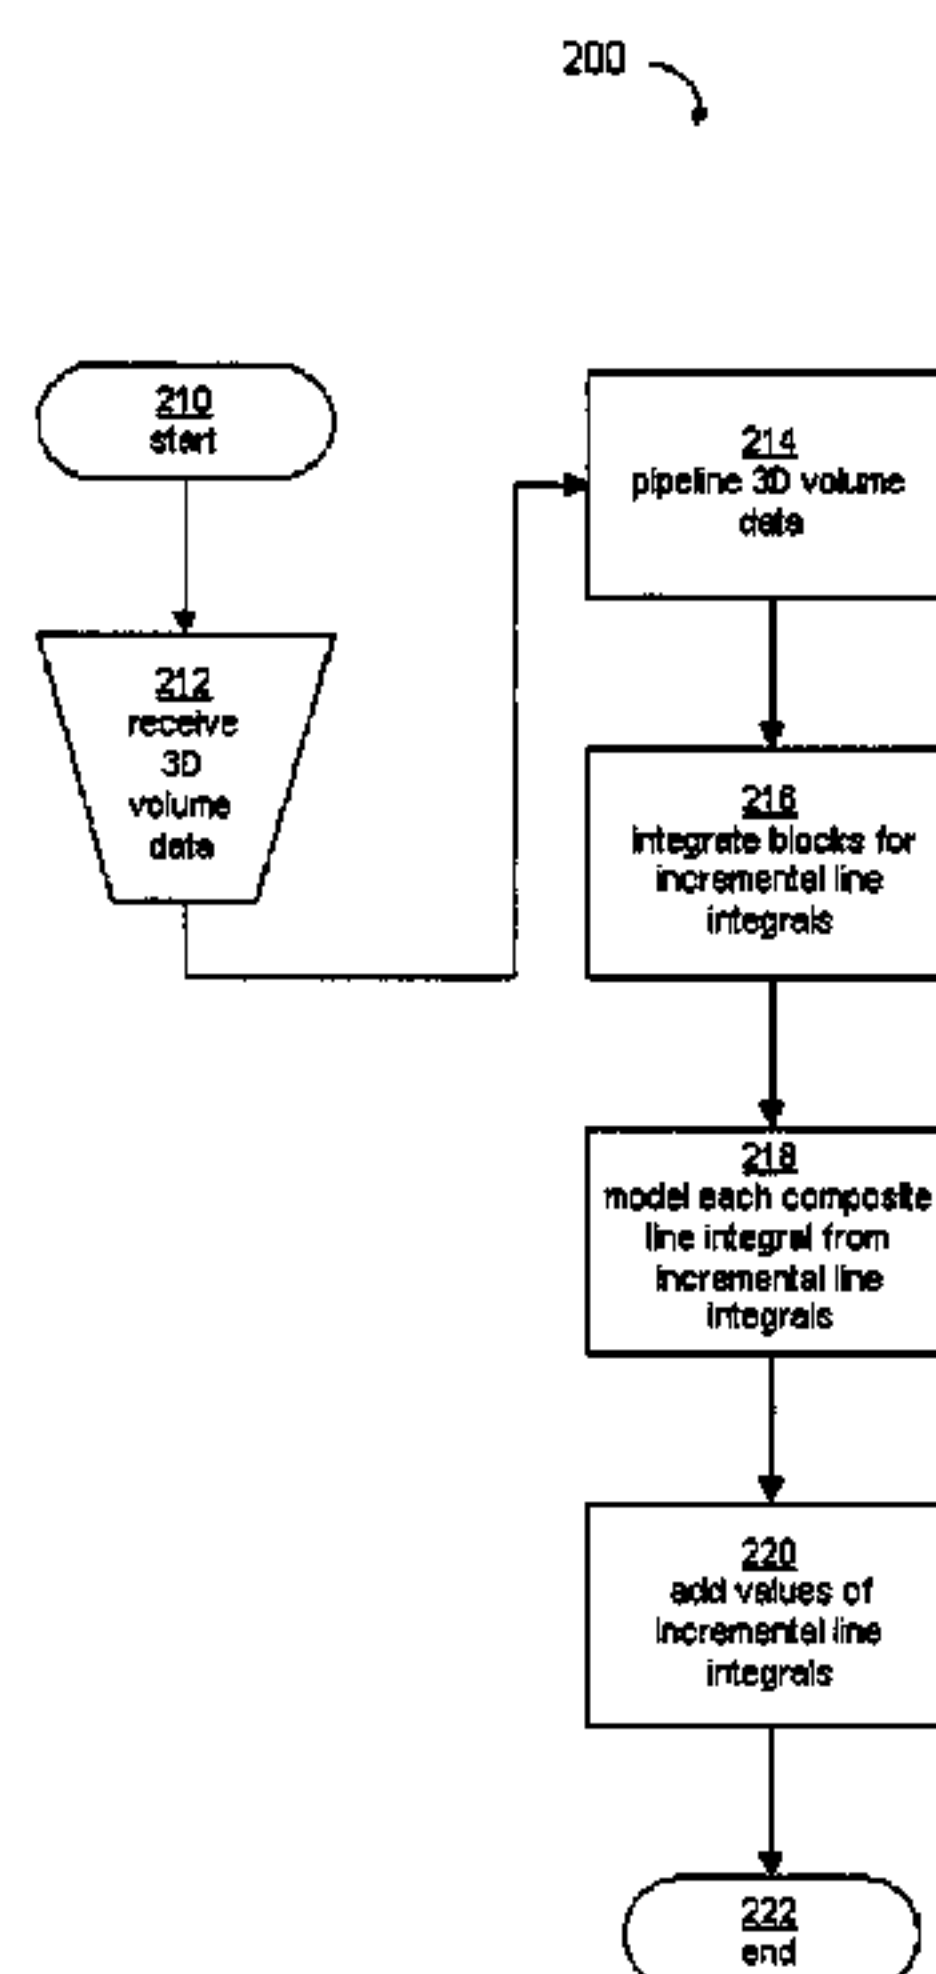 200
210
start
212
receive
3D
volume
data
214
pipeline 3D volume
data
216
integrate blocks for
incremental line
integrals
218
model each composite
line integral from
incremental line
integrals
220
add values of
incremental line
integrals
222
end